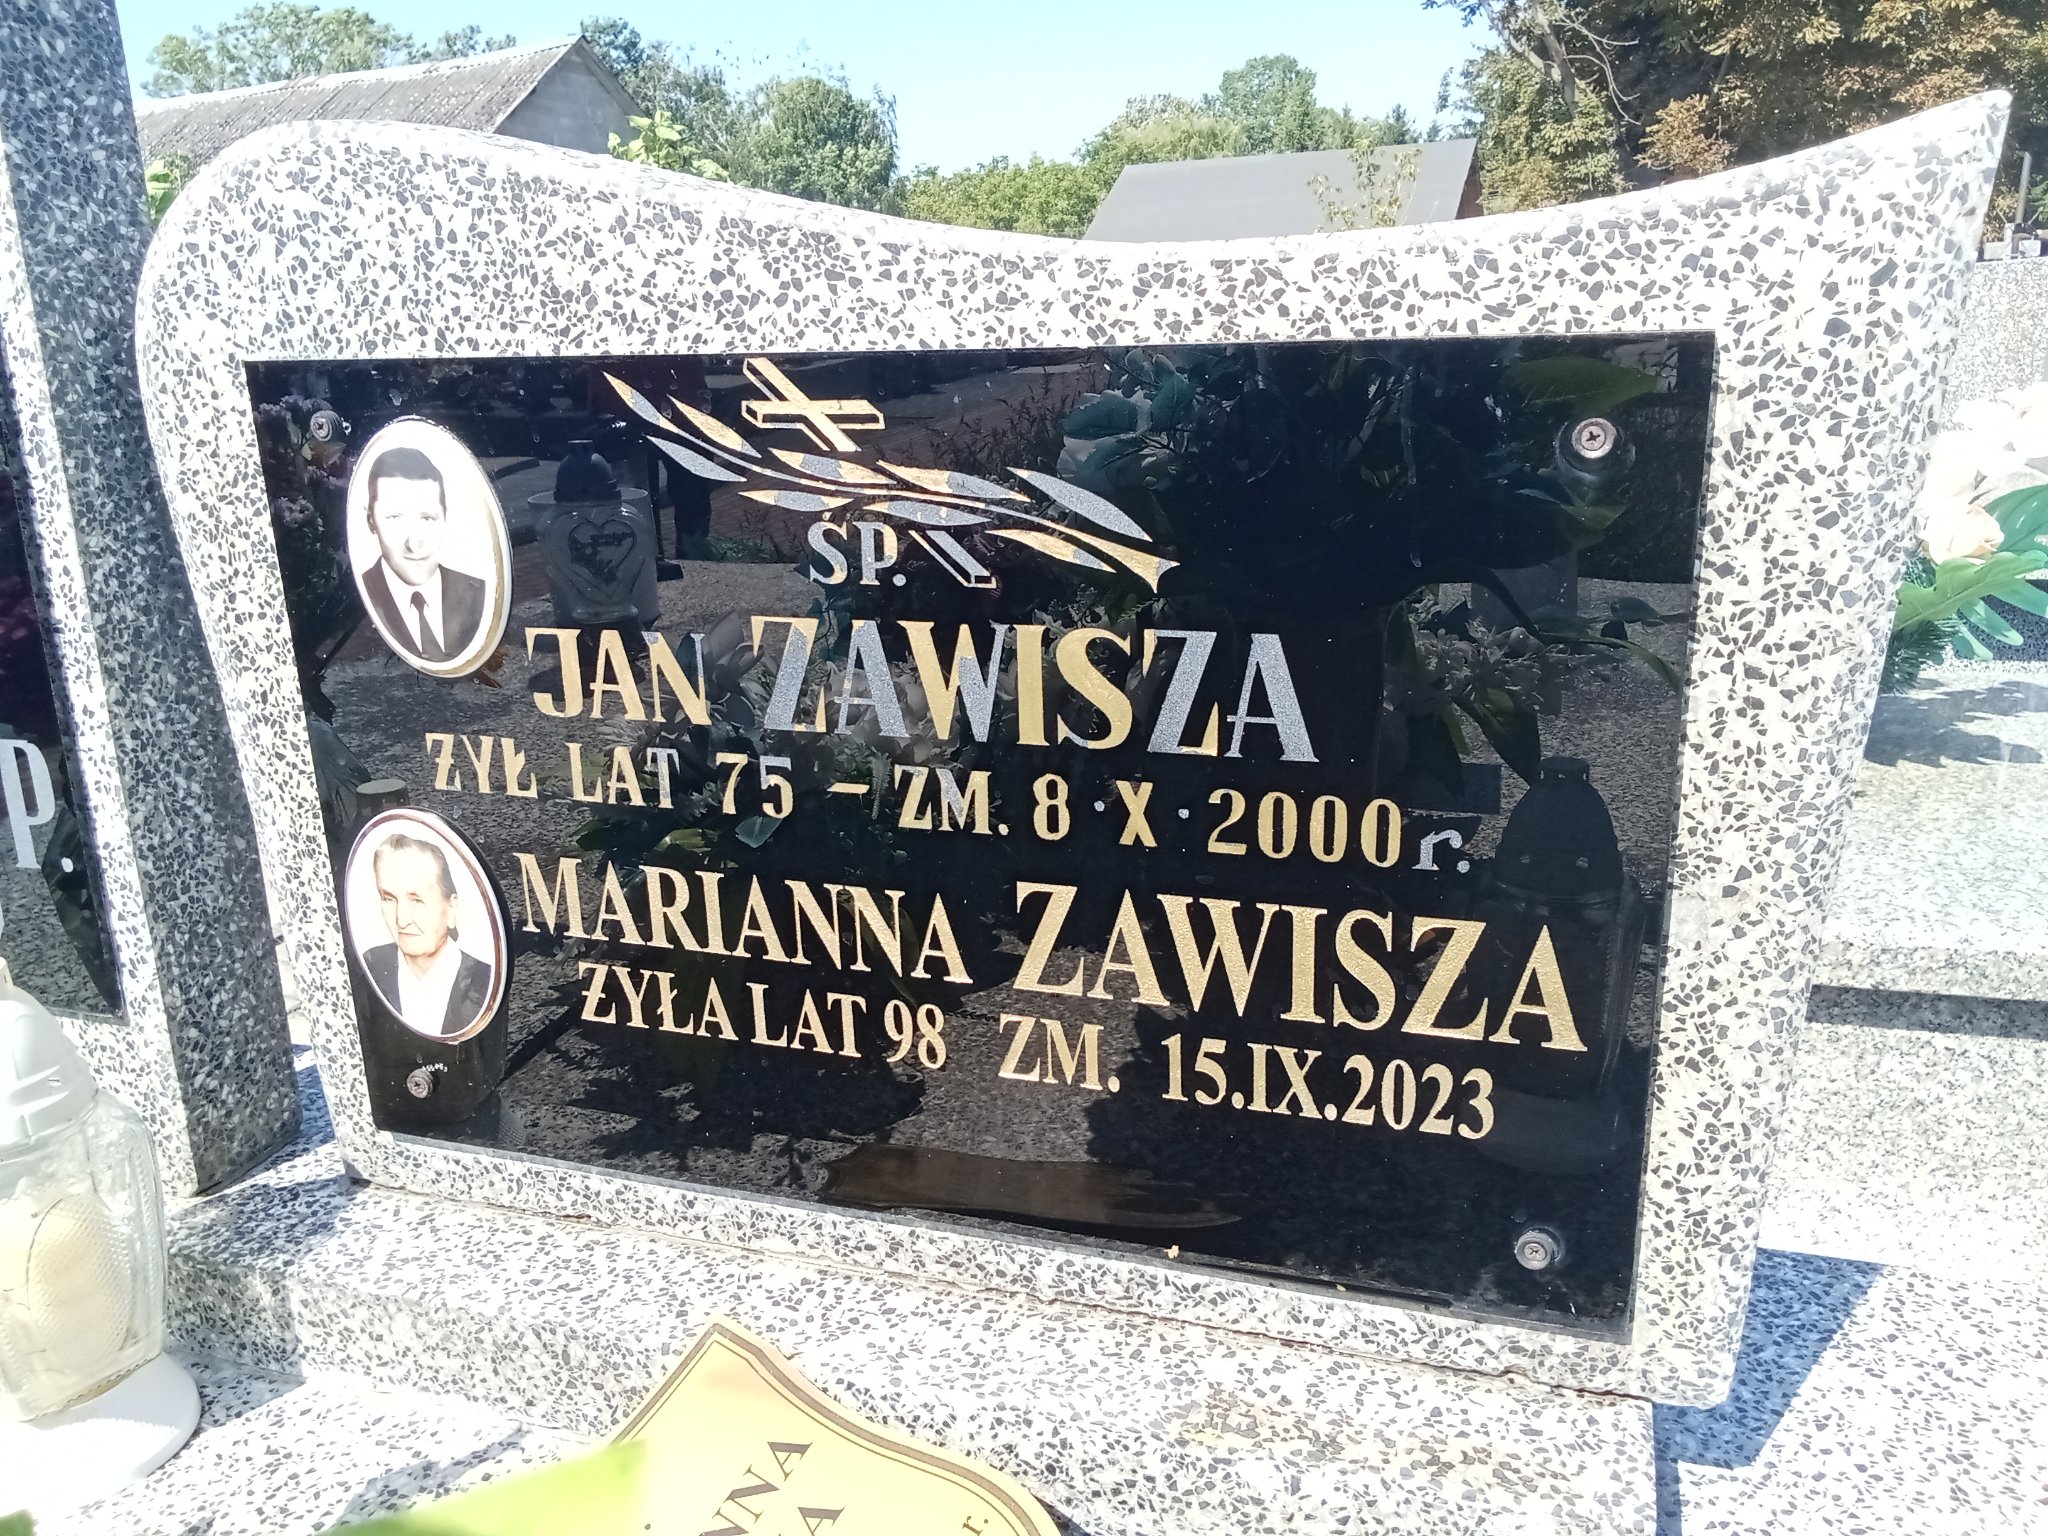 ŚP.
JAN ZAWISZA
ŻYŁ LAT 75 - ZM. 8.X.2000 r.
MARIANNA ZAWISZA
ŻYŁA LAT 98 ZM. 15.IX.2023
P.
r.